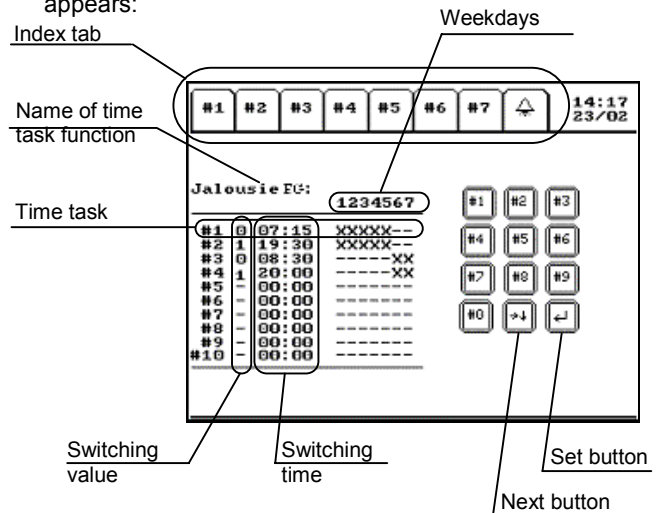 appears:
Index tab
Weekdays
#1 #2 #3 #4 #5 #6 #7
14:17
23/02
Name of time
task function
Jalousie EG:
1234567
Time task
#1 0 07:15 XXXXX--
#2 1 19:30 XXXXX--
#3 0 08:30 -----XX
#4 1 20:00 -----XX
#5 - 00:00 -------
#6 - 00:00 -------
#7 - 00:00 -------
#8 - 00:00 -------
#9 - 00:00 -------
#10 - 00:00 -------
#1 #2 #3
#4 #5 #6
#7 #8 #9
#0
Switching
value
Switching
time
Set button
Next button